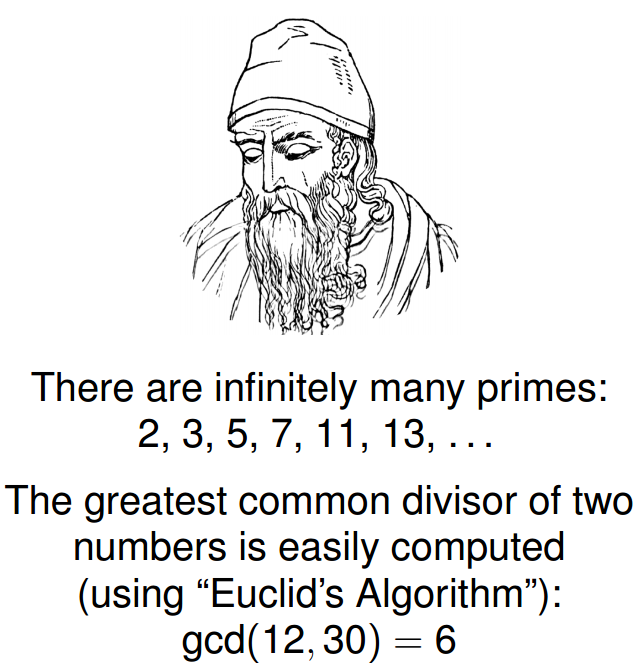 There are infinitely many primes:
2, 3, 5, 7, 11, 13, . . .
The greatest common divisor of two
numbers is easily computed
(using “Euclid’s Algorithm”):
gcd(12, 30) = 6